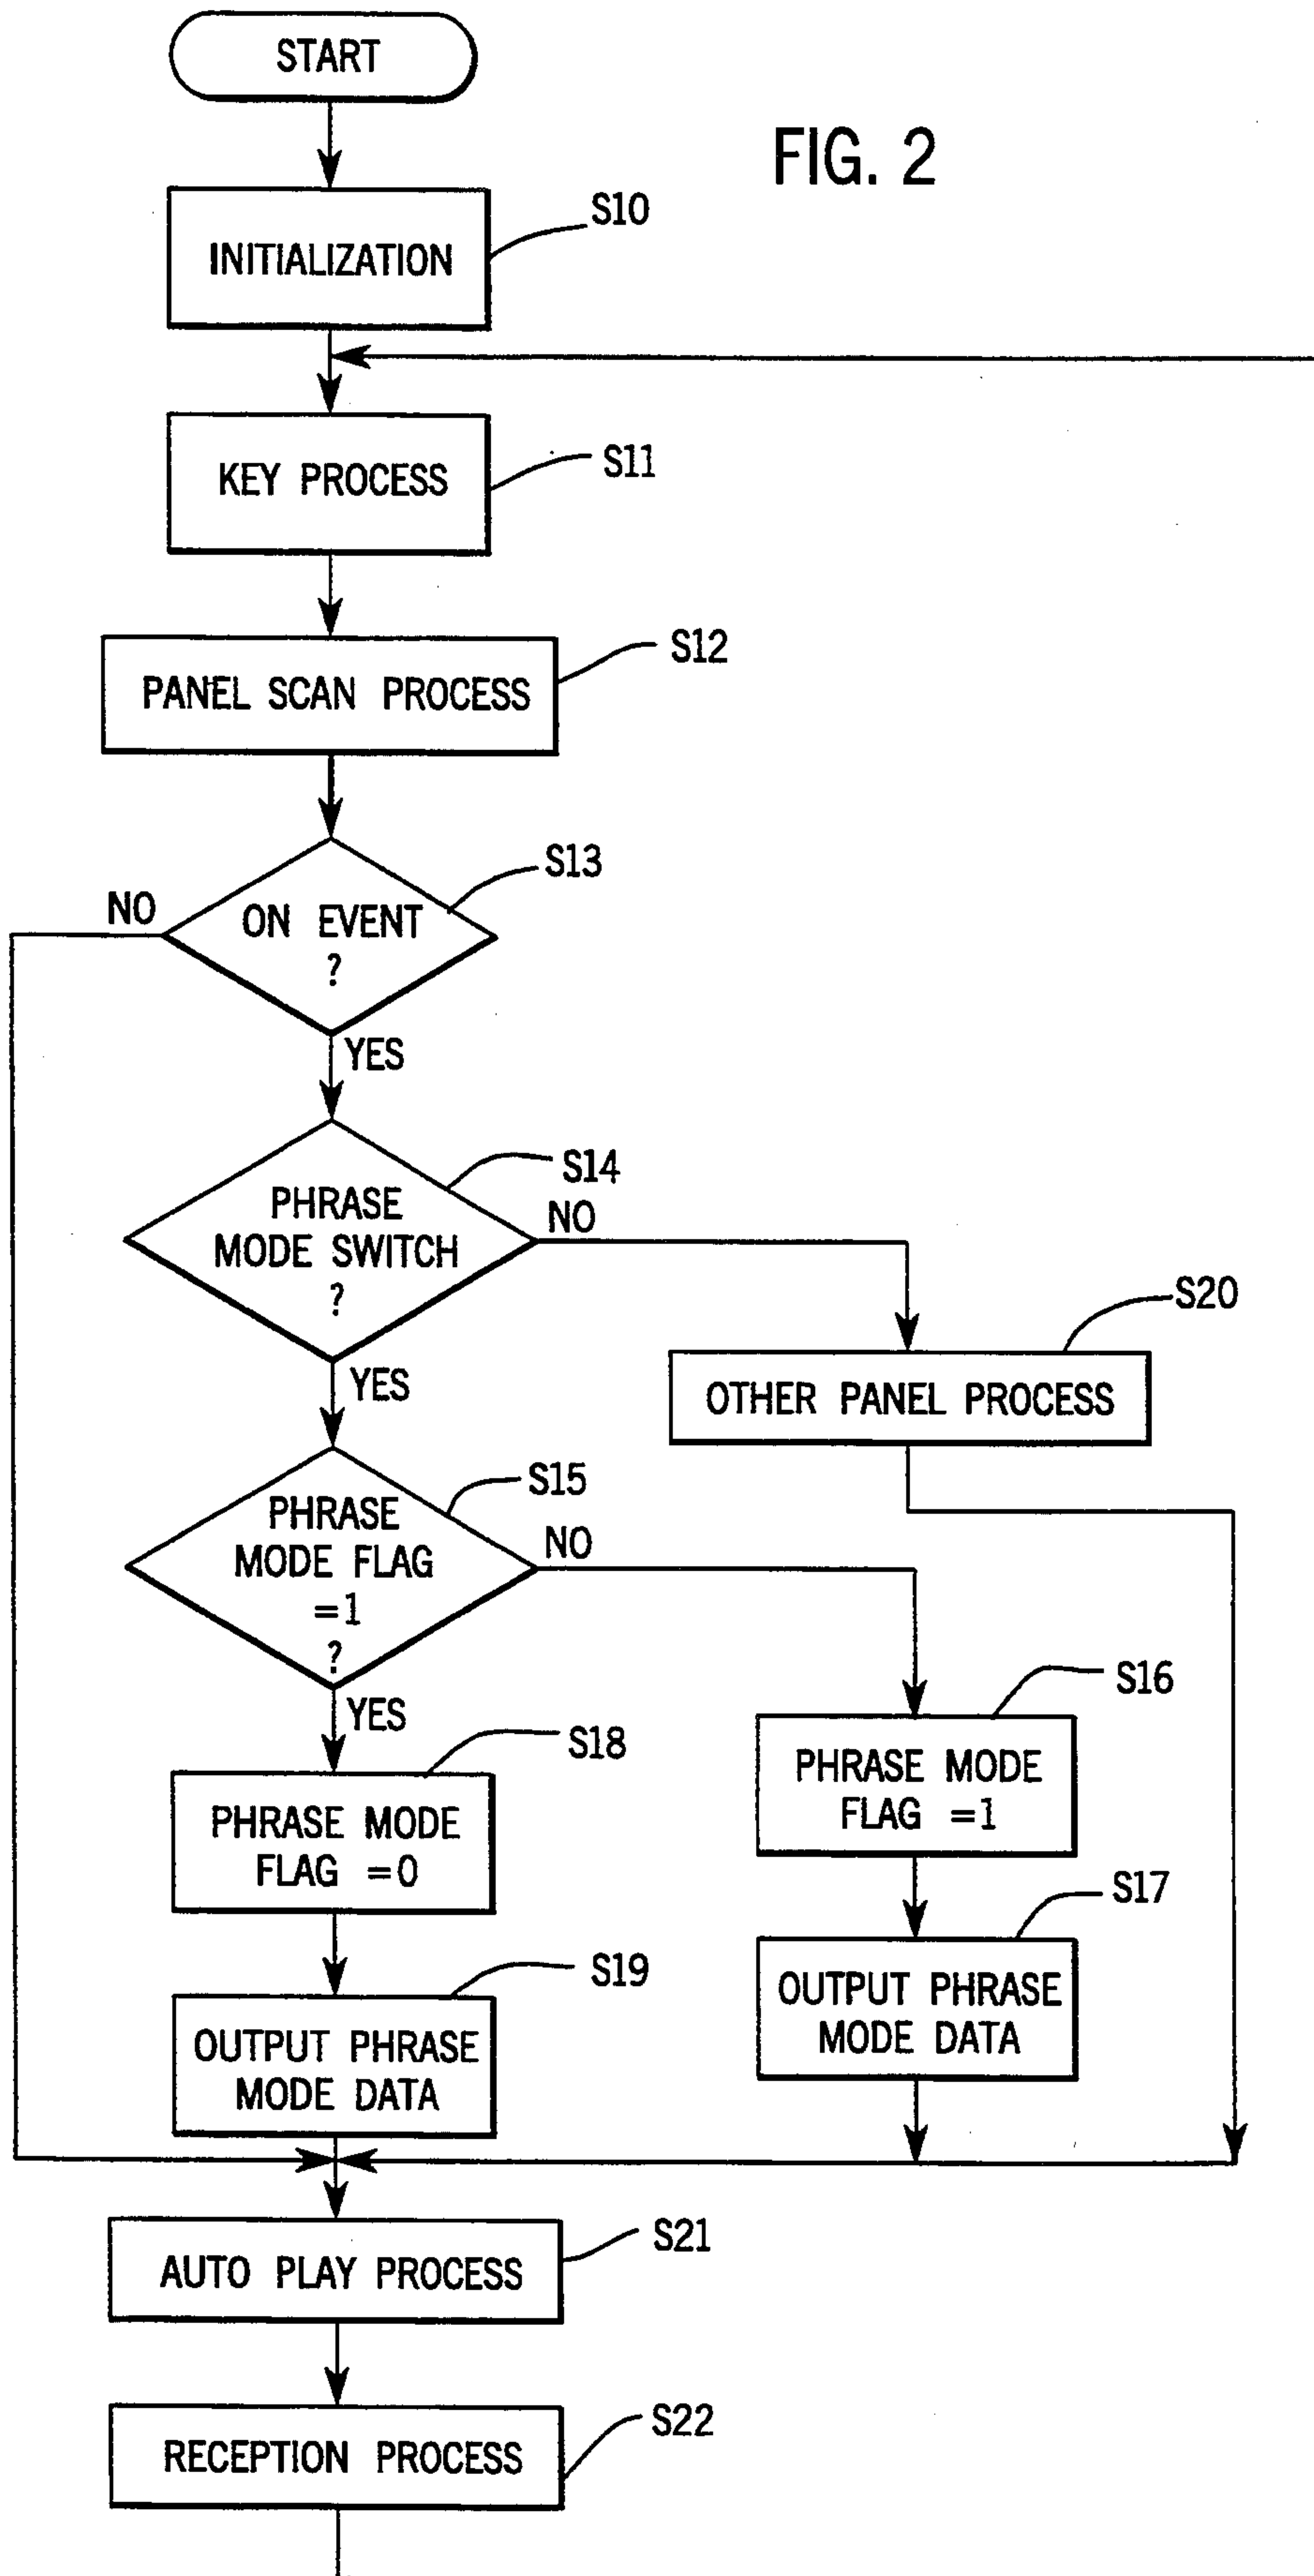 START
FIG. 2
S10
INITIALIZATION
S11
KEY PROCESS
S12
PANEL SCAN PROCESS
S13
NO
ON EVENT
?
YES
S14
PHRASE
MODE SWITCH
?
NO
YES
S20
OTHER PANEL PROCESS
S15
PHRASE
MODE FLAG
=1
?
NO
YES
S16
PHRASE MODE
FLAG =1
S18
PHRASE MODE
FLAG =0
S17
OUTPUT PHRASE
MODE DATA
S19
OUTPUT PHRASE
MODE DATA
S21
AUTO PLAY PROCESS
S22
RECEPTION PROCESS